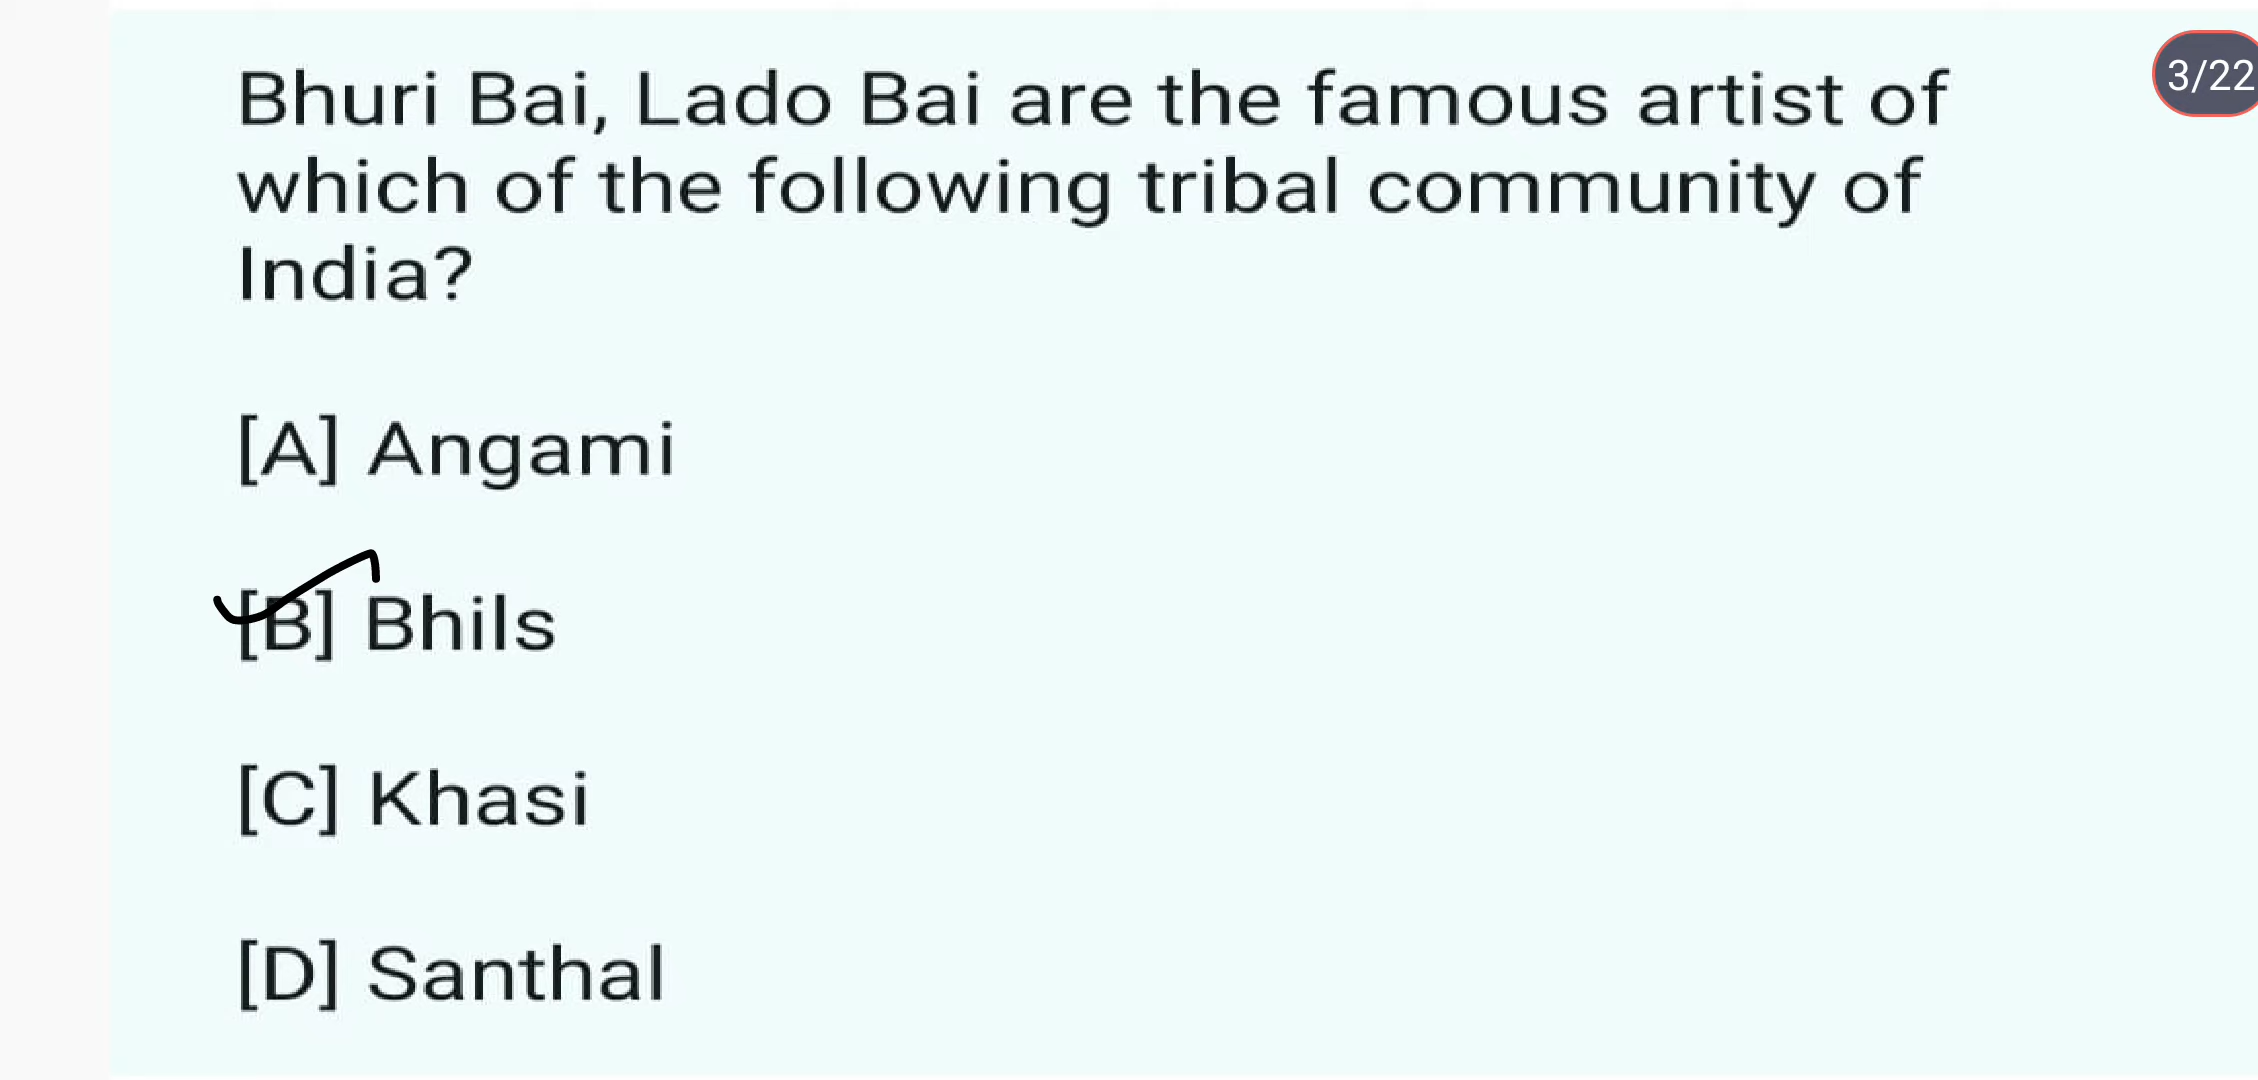 Bhuri Bai, Lado Bai are the famous artist of
3/22
which of the following tribal community of
India?
[A] Angami
[B] Bhils
[C] Khasi
[D] Santhal